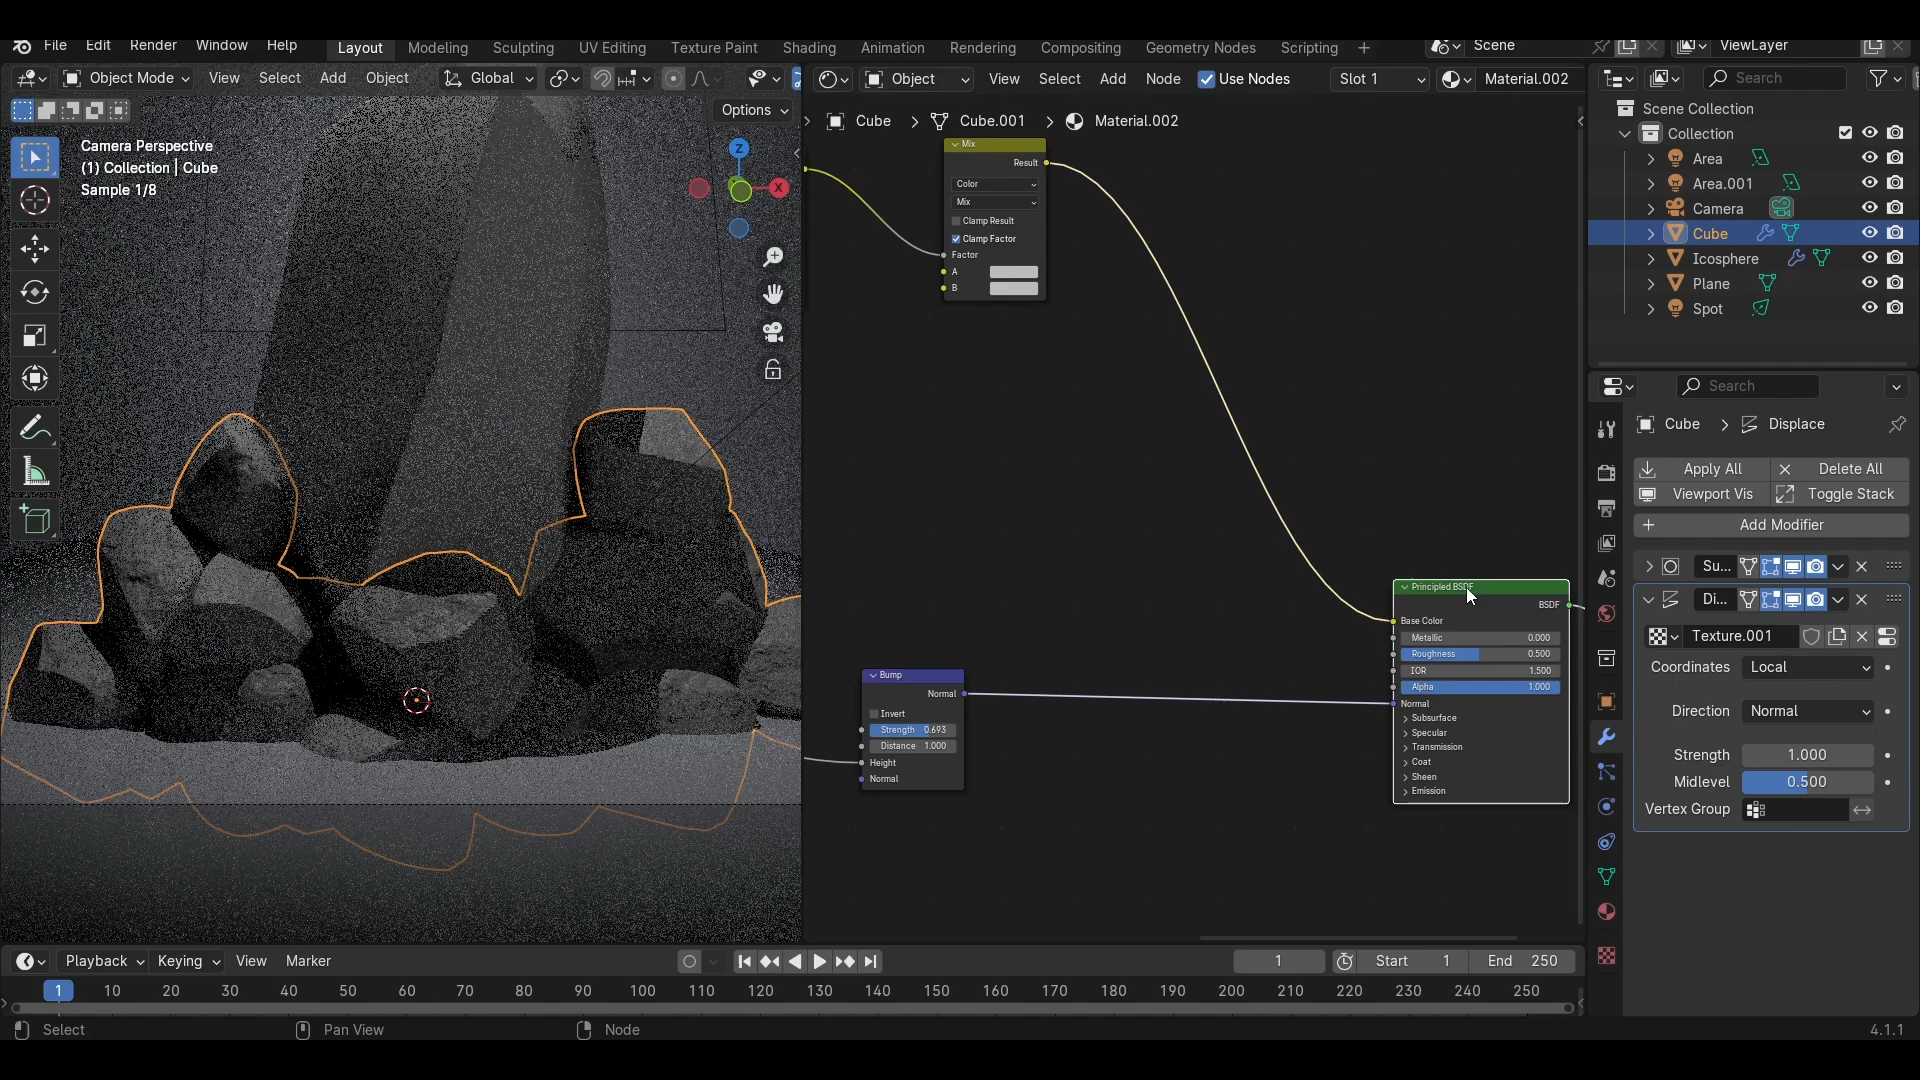 File Edit Render Window Help Layout Modeling Sculpting UV Editing Texture Paint Shading Animation Rendering Compositing Geometry Nodes Scripting Scene ViewLayer
Object Mode View Select Add Object Global Object View Select Add Node Use Nodes Slot 1 Material.002 Search
Options
Cube > Cube.001 > Material.002
Camera Perspective
(1) Collection | Cube
Sample 1/8
Z
X
Mix
Result
Color
Mix
Clamp Result
Clamp Factor
Factor
A
B
Principled BSDF
BSDF
Base Color
Metallic 0.000
Roughness 0.500
IOR 1.500
Alpha 1.000
Normal
Subsurface
Specular
Transmission
Coat
Sheen
Emission
Bump
Normal
Invert
Strength 0.693
Distance 1.000
Height
Normal
Scene Collection
Collection
Area
Area.001
Camera
Cube
Icosphere
Plane
Spot
Search
Cube > Displace
Apply All Delete All
Viewport Vis Toggle Stack
Add Modifier
Su...
Di...
Texture.001
Coordinates Local
Direction Normal
Strength 1.000
Midlevel 0.500
Vertex Group
Playback Keying View Marker 1 Start 1 End 250
1 10 20 30 40 50 60 70 80 90 100 110 120 130 140 150 160 170 180 190 200 210 220 230 240 250
Select Pan View Node 4.1.1